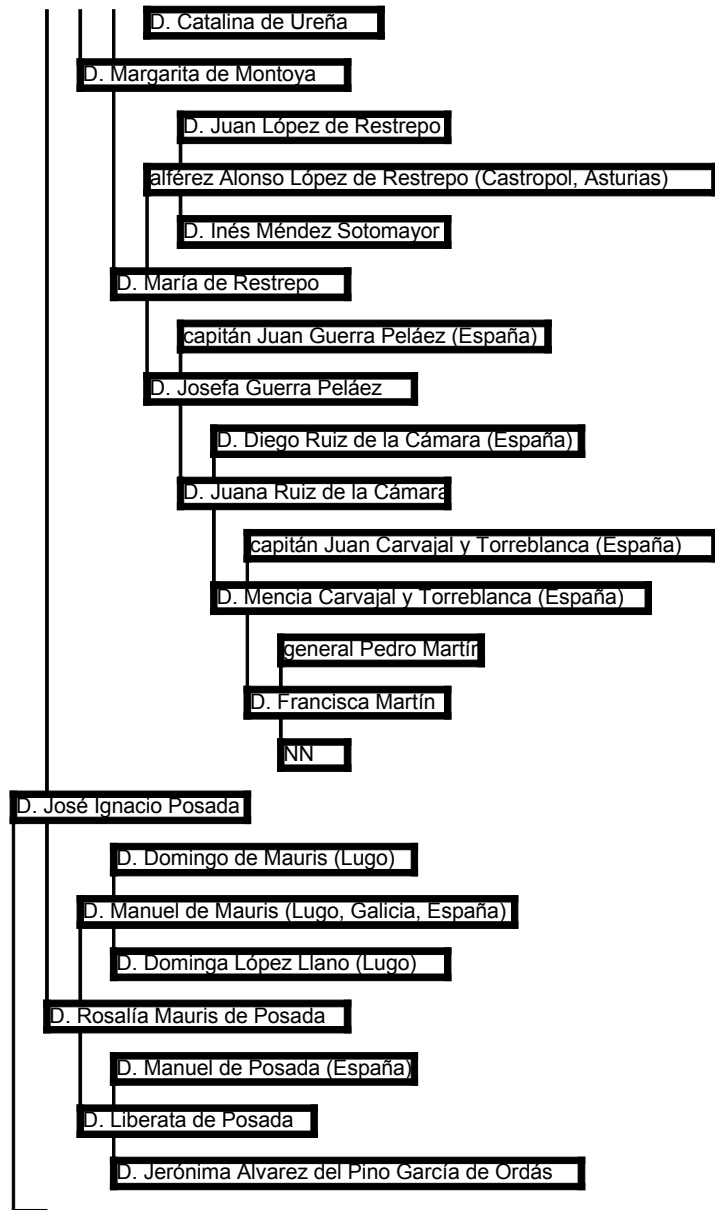 D. Catalina de Ureña
D. Margarita de Montoya
D. Juan López de Restrepo
alférez Alonso López de Restrepo (Castropol, Asturias)
D. Inés Méndez Sotomayor
D. María de Restrepo
capitán Juan Guerra Peláez (España)
D. Josefa Guerra Peláez
D. Diego Ruiz de la Cámara (España)
D. Juana Ruiz de la Cámara
capitán Juan Carvajal y Torreblanca (España)
D. Mencia Carvajal y Torreblanca (España)
general Pedro Martín
D. Francisca Martín
NN
D. José Ignacio Posada
D. Domingo de Mauris (Lugo)
D. Manuel de Mauris (Lugo, Galicia, España)
D. Dominga López Llano (Lugo)
D. Rosalía Mauris de Posada
D. Manuel de Posada (España)
D. Liberata de Posada
D. Jerónima Alvarez del Pino García de Ordás